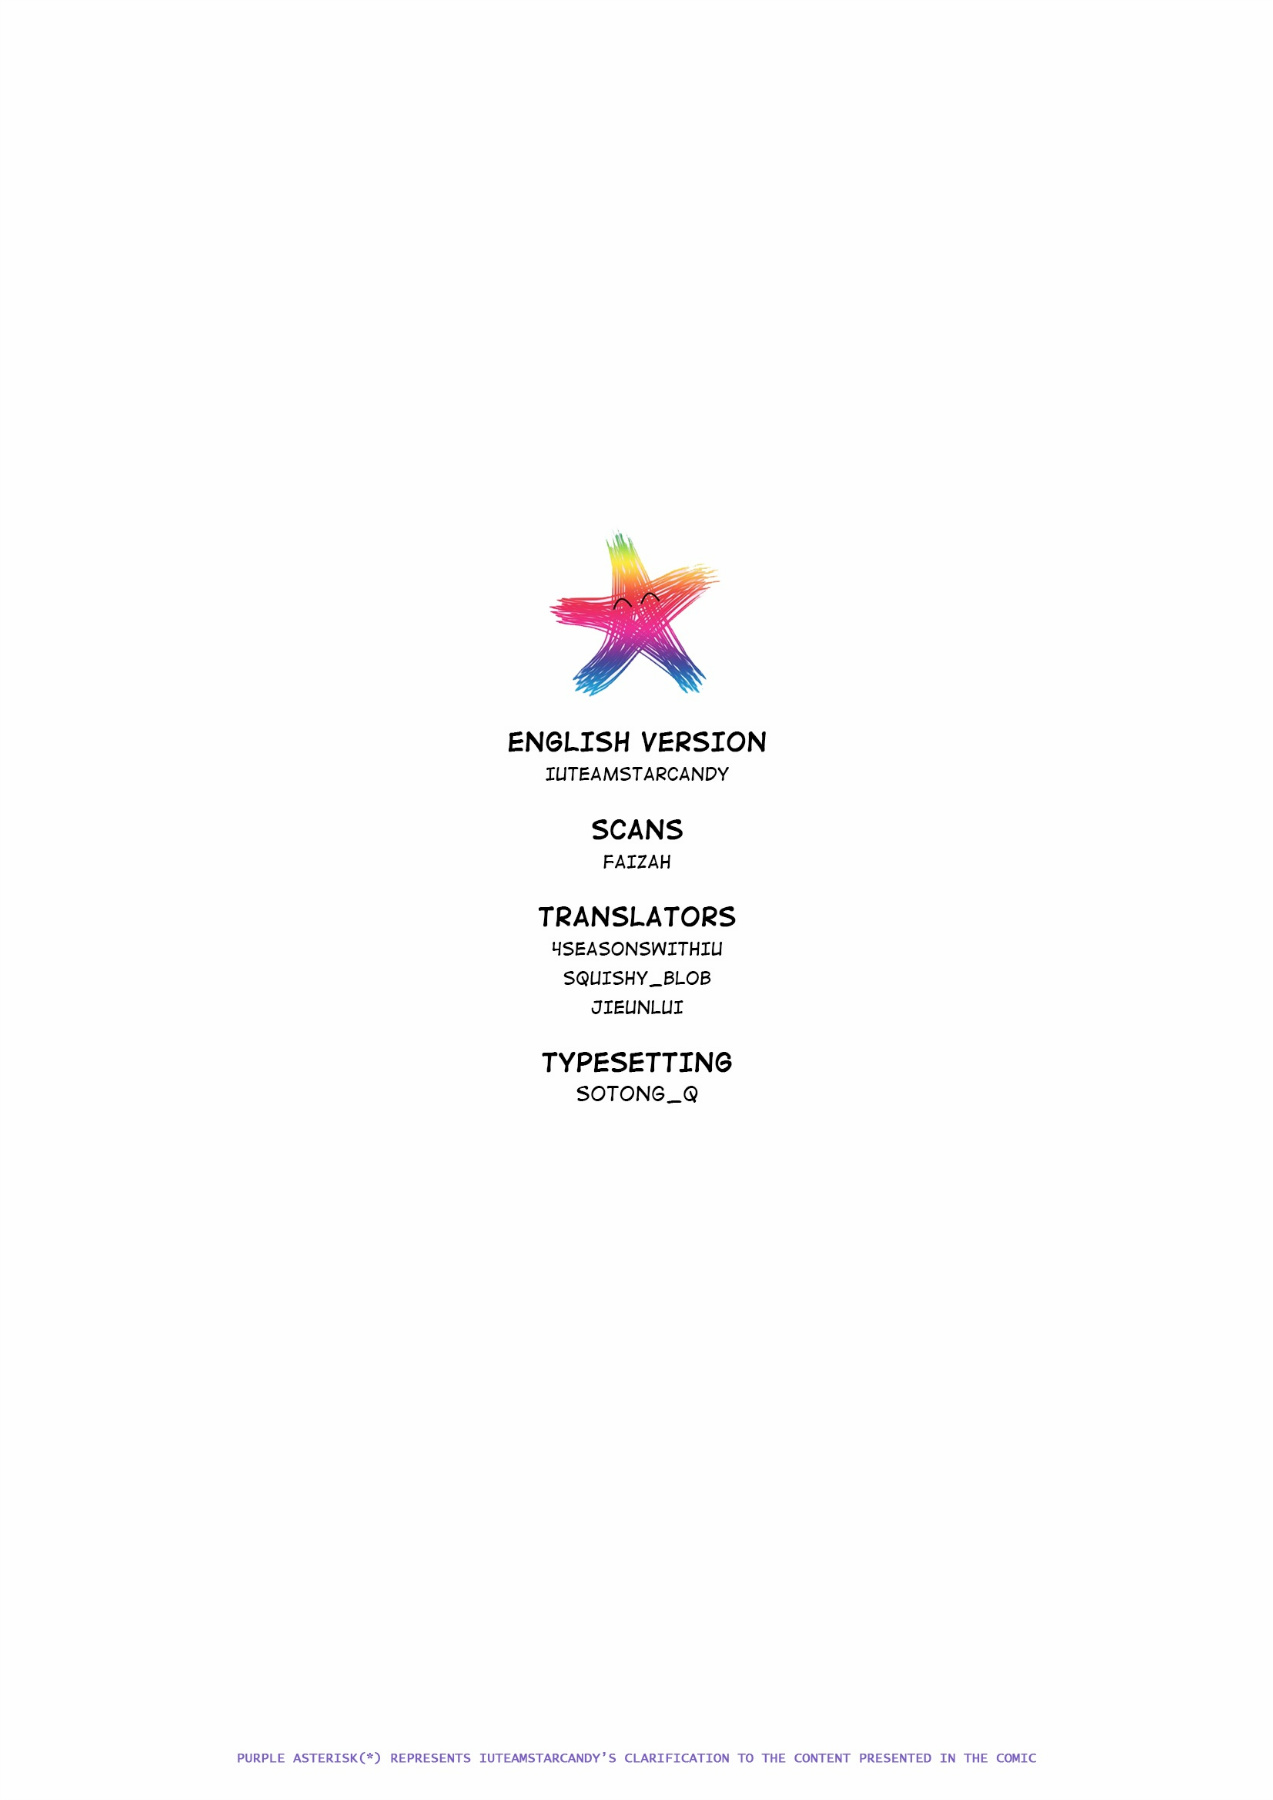 ENGLISH VERSION
IUTEAMSTARCANDY
SCANS
FAIZAH
TRANSLATORS
4SEASONSWITHIU
SQUISHY_BLOB
JIEUNLUI
TYPESETTING
SOTONG_Q
PURPLE ASTERISK(*) REPRESENTS IUTEAMSTARCANDY'S CLARIFICATION TO THE CONTENT PRESENTED IN THE COMIC